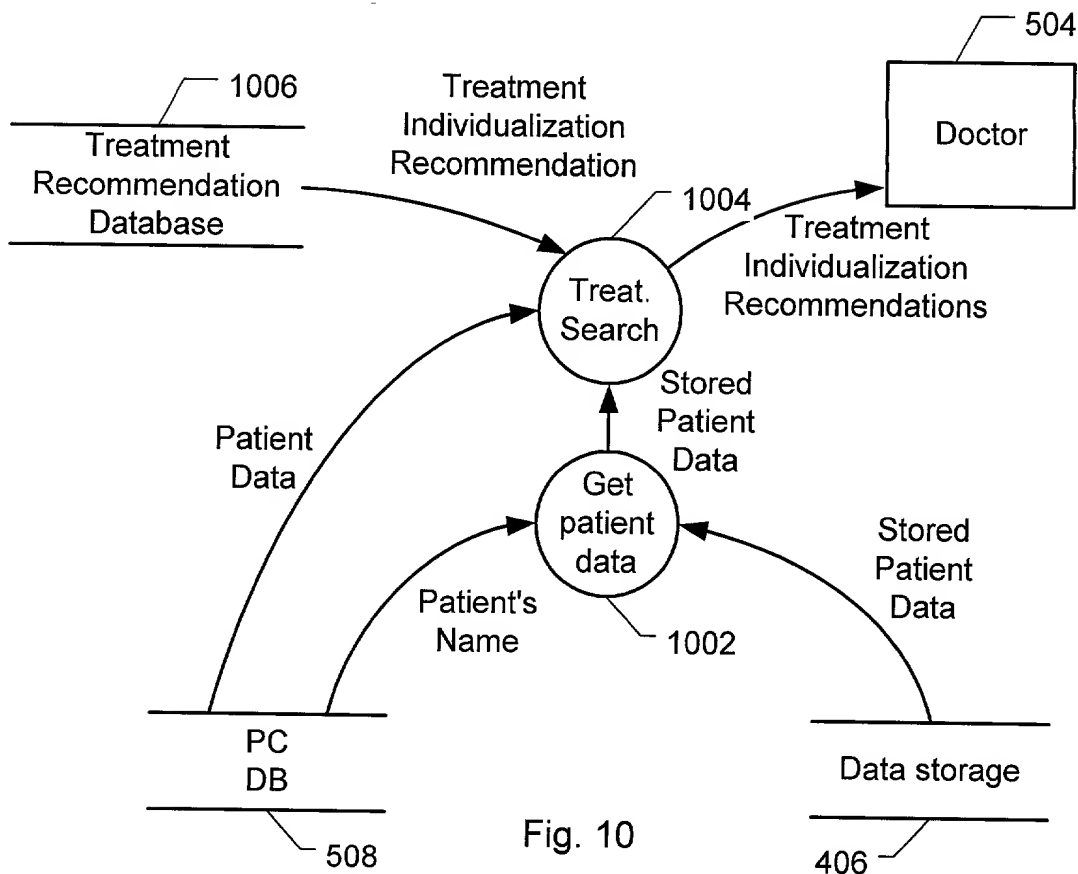 504
1006
Treatment
Individualization
Recommendation
Doctor
Treatment
Recommendation
Database
1004
Treatment
Individualization
Recommendations
Treat.
Search
Stored
Patient
Data
Patient
Data
Get
patient
data
Stored
Patient
Data
Patient's
Name
1002
PC
DB
Data storage
Fig. 10
508
406